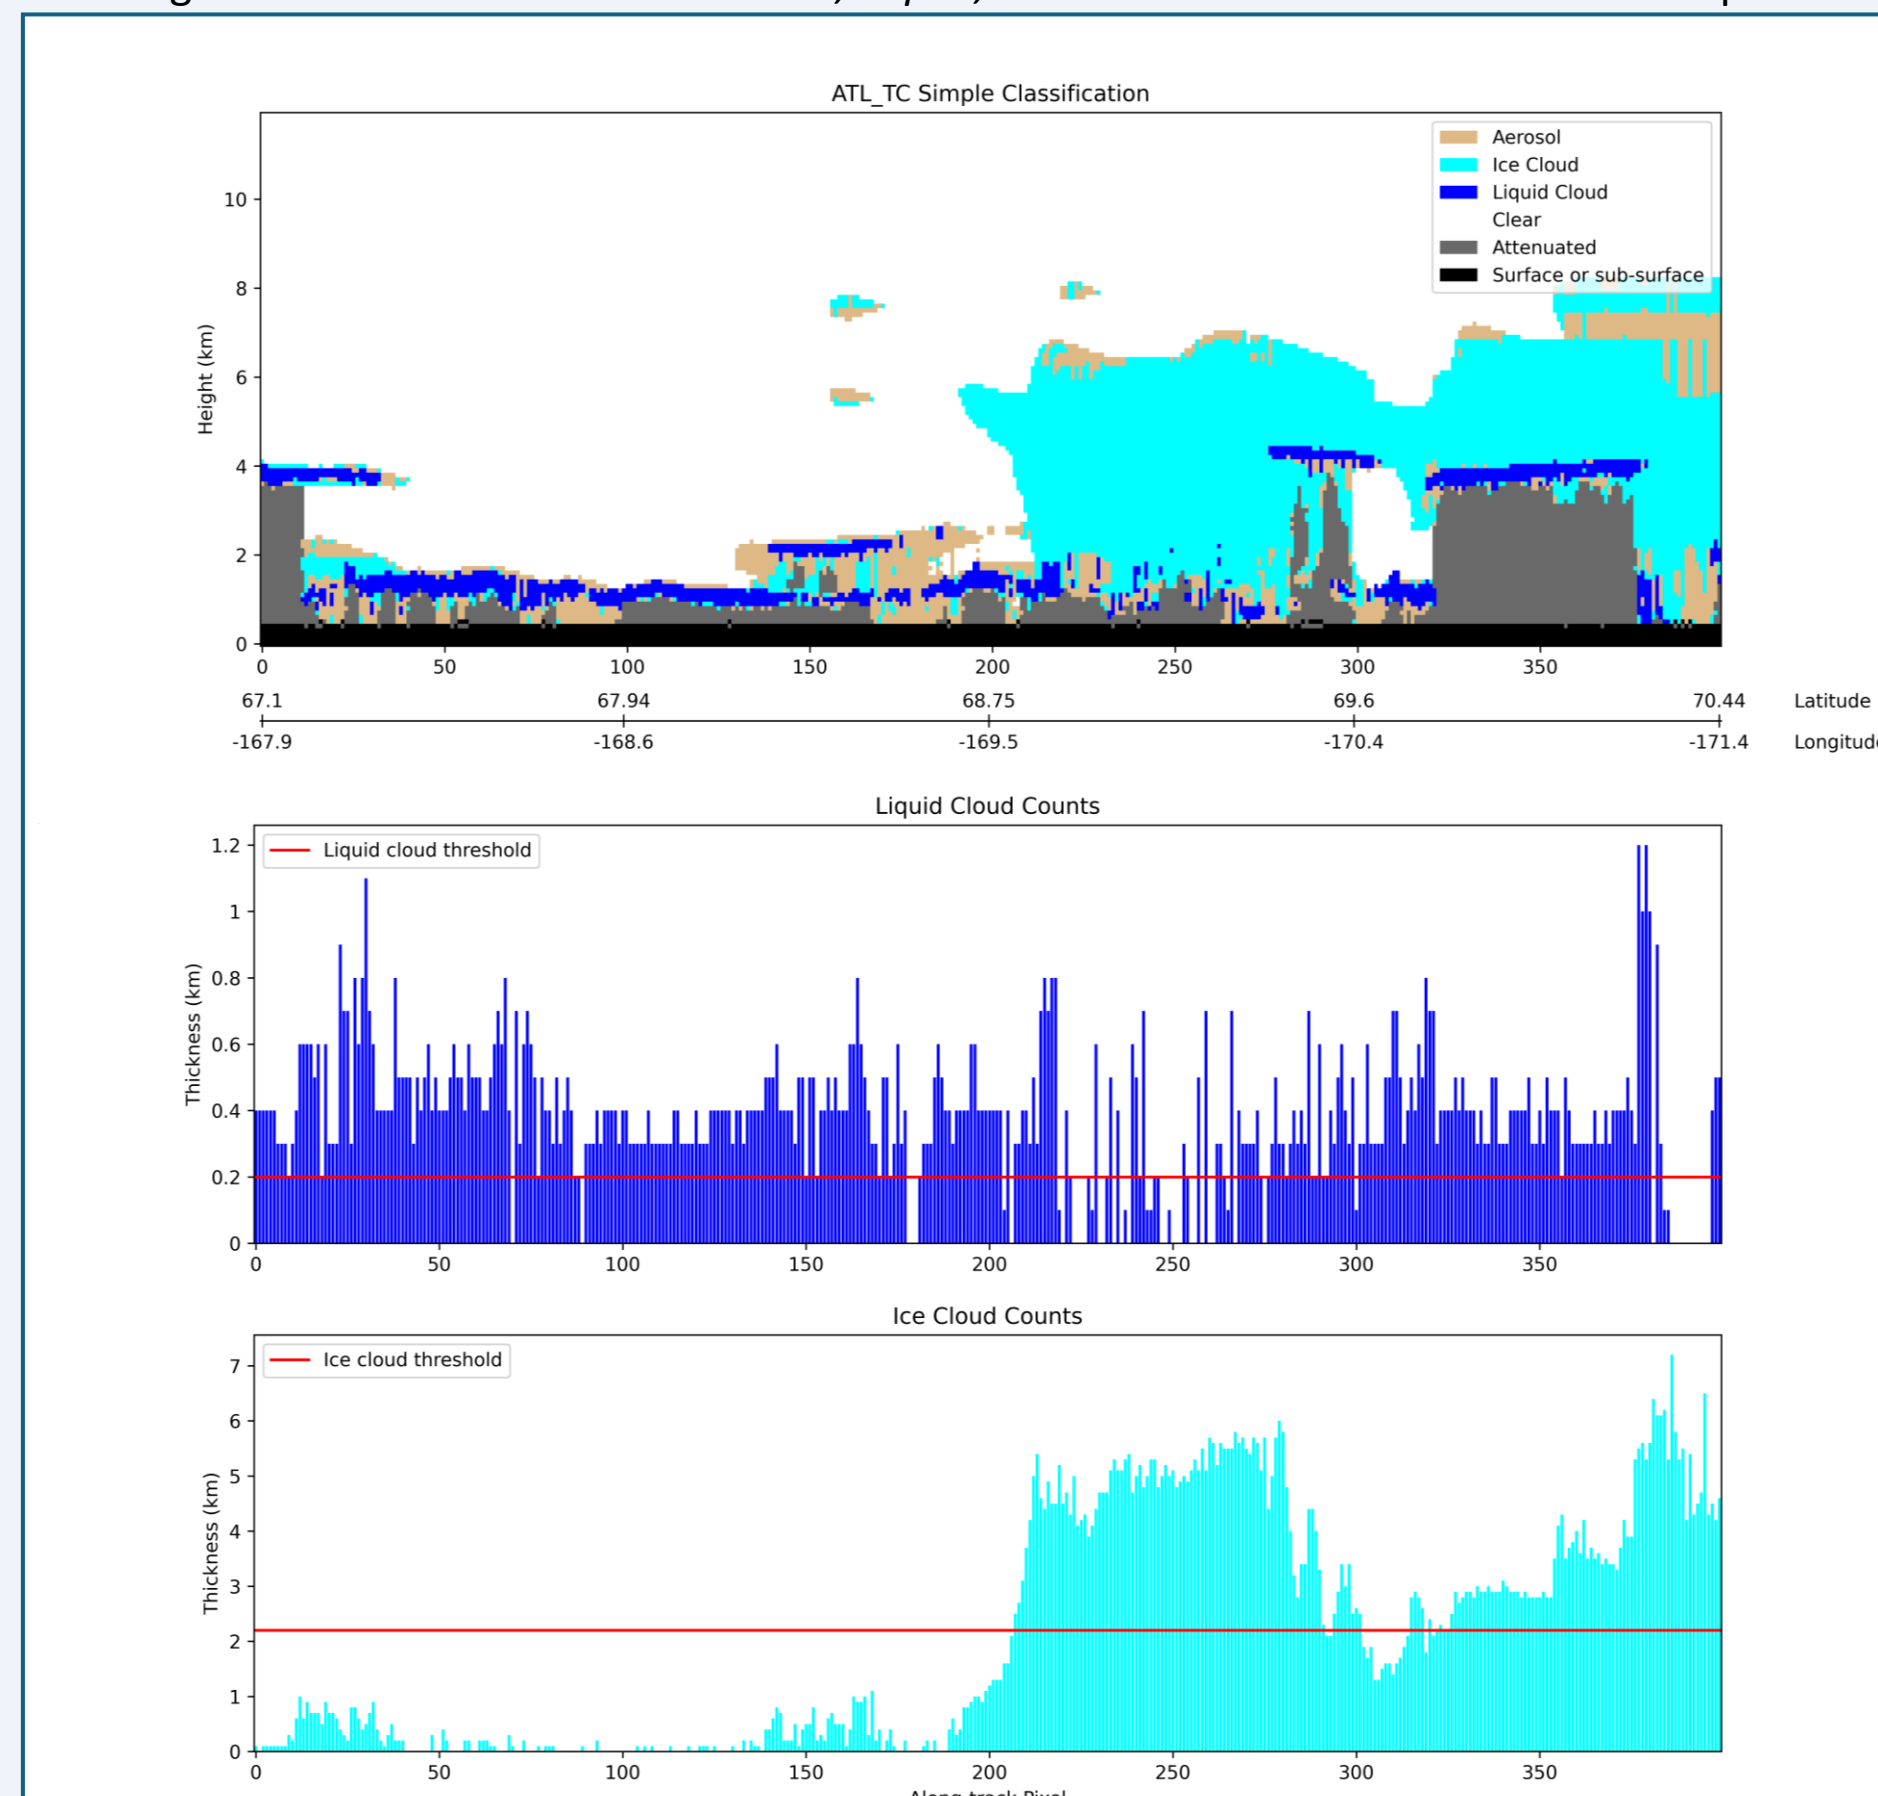 ATL_TC Simple Classification
Aerosol
Ice Cloud
Liquid Cloud
Clear
Attenuated
Surface or sub-surface
Height (km)
10
8
6
4
2
0
0 50 100 150 200 250 300 350
67.1 67.94 68.75 69.6 70.44 Latitude
-167.9 -168.6 -169.5 -170.4 -171.4 Longitude
Liquid Cloud Counts
Liquid cloud threshold
Thickness (km)
1.2
1
0.8
0.6
0.4
0.2
0
0 50 100 150 200 250 300 350
Ice Cloud Counts
Ice cloud threshold
Thickness (km)
7
6
5
4
3
2
1
0
0 50 100 150 200 250 300 350
Along-track Pixel